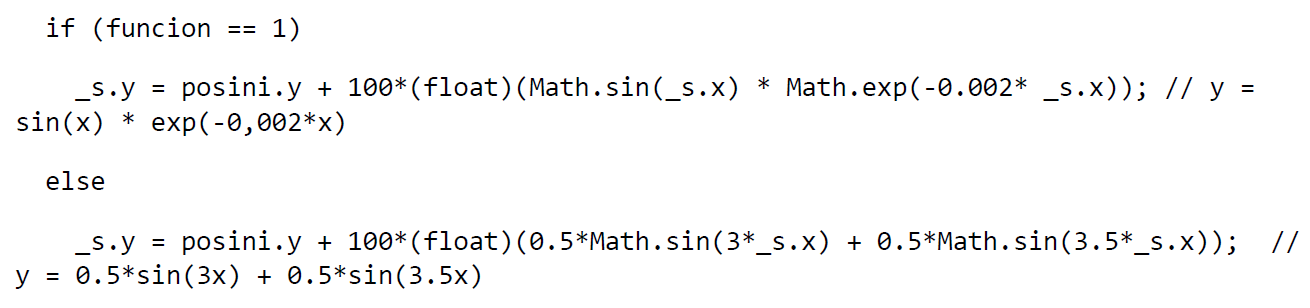 if (funcion == 1)
_s.y = posini.y + 100*(float)(Math.sin(_s.x) * Math.exp(-0.002* _s.x)); // y =
sin(x) * exp(-0,002*x)
else
_s.y = posini.y + 100*(float)(0.5*Math.sin(3*_s.x) + 0.5*Math.sin(3.5*_s.x));  //
y = 0.5*sin(3x) + 0.5*sin(3.5x)